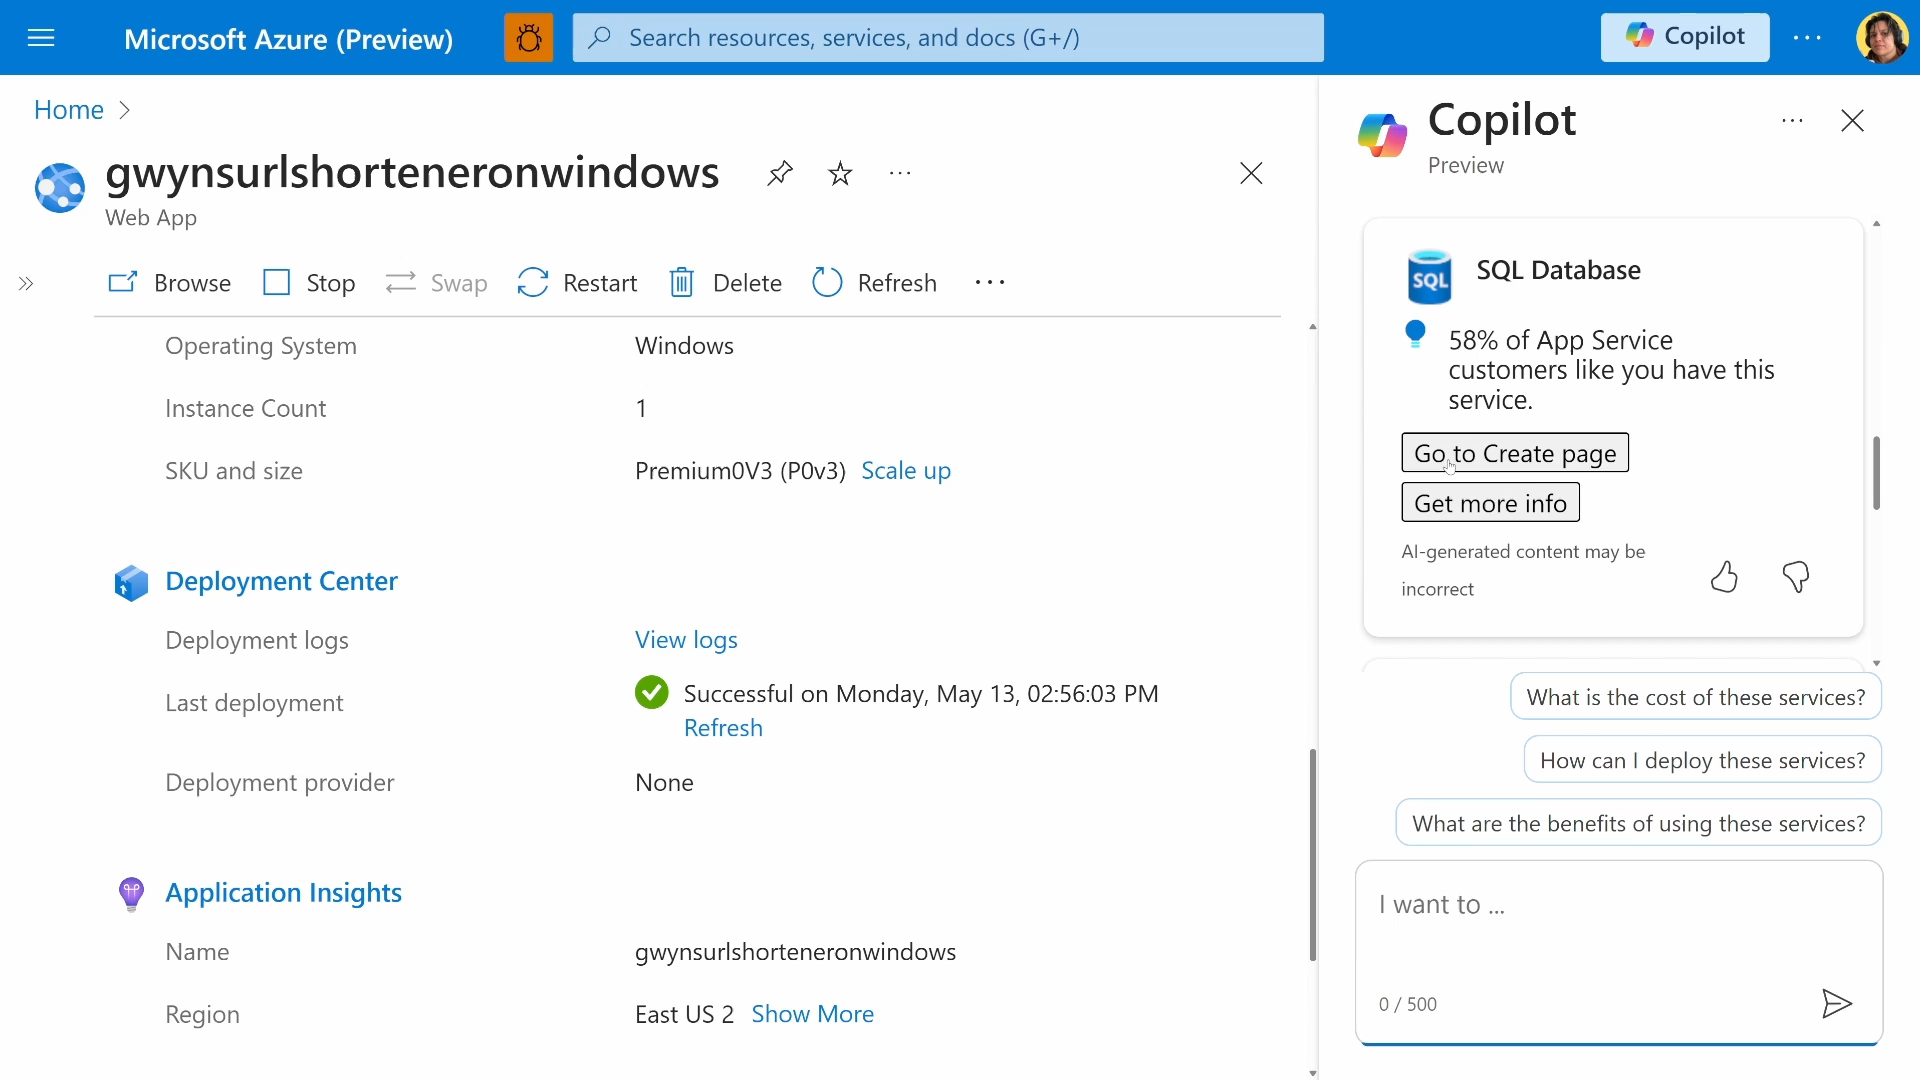 Microsoft Azure (Preview)
Search resources, services, and docs (G+/)
Copilot
Home
gwynsurlshorteneronwindows
Web App
Browse
Stop
Swap
Restart
Delete
Refresh
Operating System
Windows
Instance Count
1
SKU and size
Premium0V3 (P0v3) Scale up
Deployment Center
Deployment logs
View logs
Last deployment
Successful on Monday, May 13, 02:56:03 PM
Refresh
Deployment provider
None
Application Insights
Name
gwynsurlshorteneronwindows
Region
East US 2 Show More
Copilot
Preview
SQL
SQL Database
58% of App Service
customers like you have this
service.
Go to Create page
Get more info
AI-generated content may be
incorrect
What is the cost of these services?
How can I deploy these services?
What are the benefits of using these services?
I want to ...
0 / 500